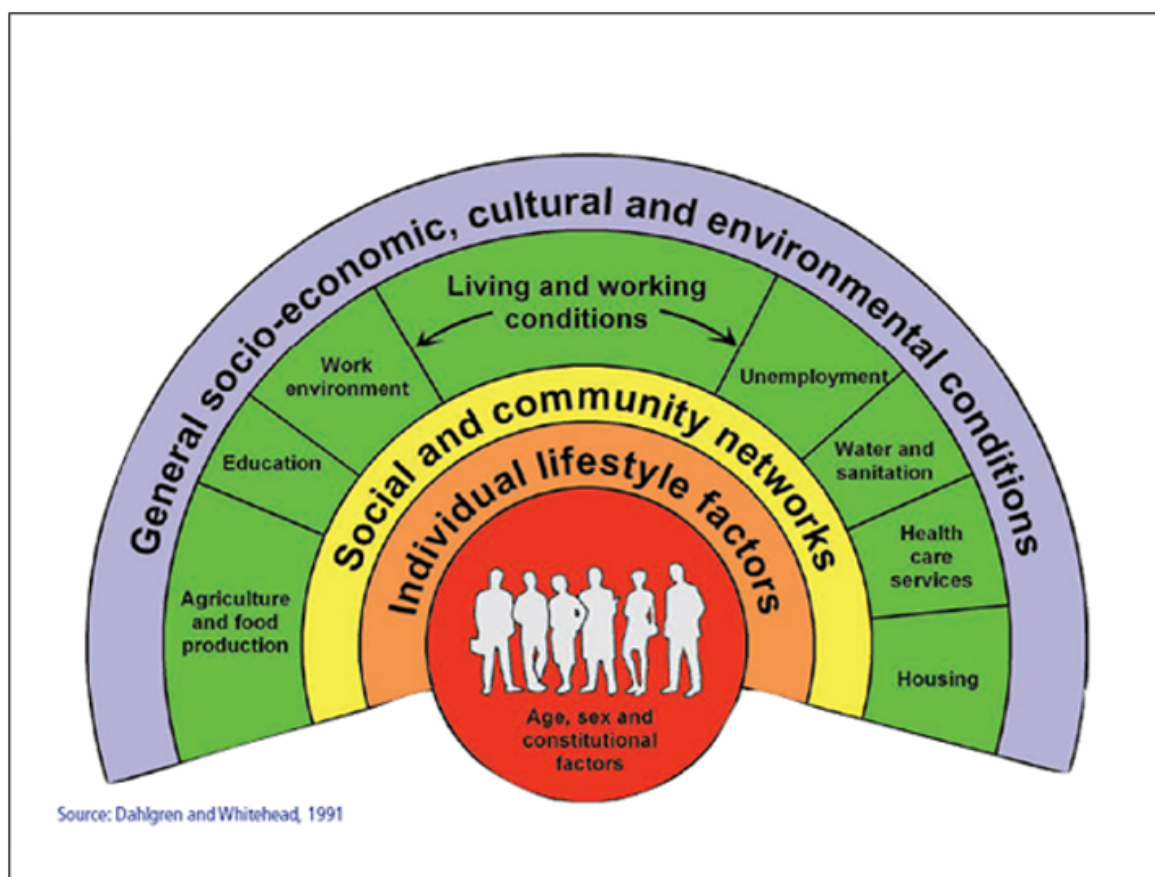 General socio-economic, cultural and environmental conditions
Living and working
conditions
Work
environment
Unemployment
Education
Water and
sanitation
Agriculture
and food
production
Health
care
services
Housing
Social and community networks
Individual lifestyle factors
Age, sex and
constitutional
factors
Source: Dahlgren and Whitehead, 1991